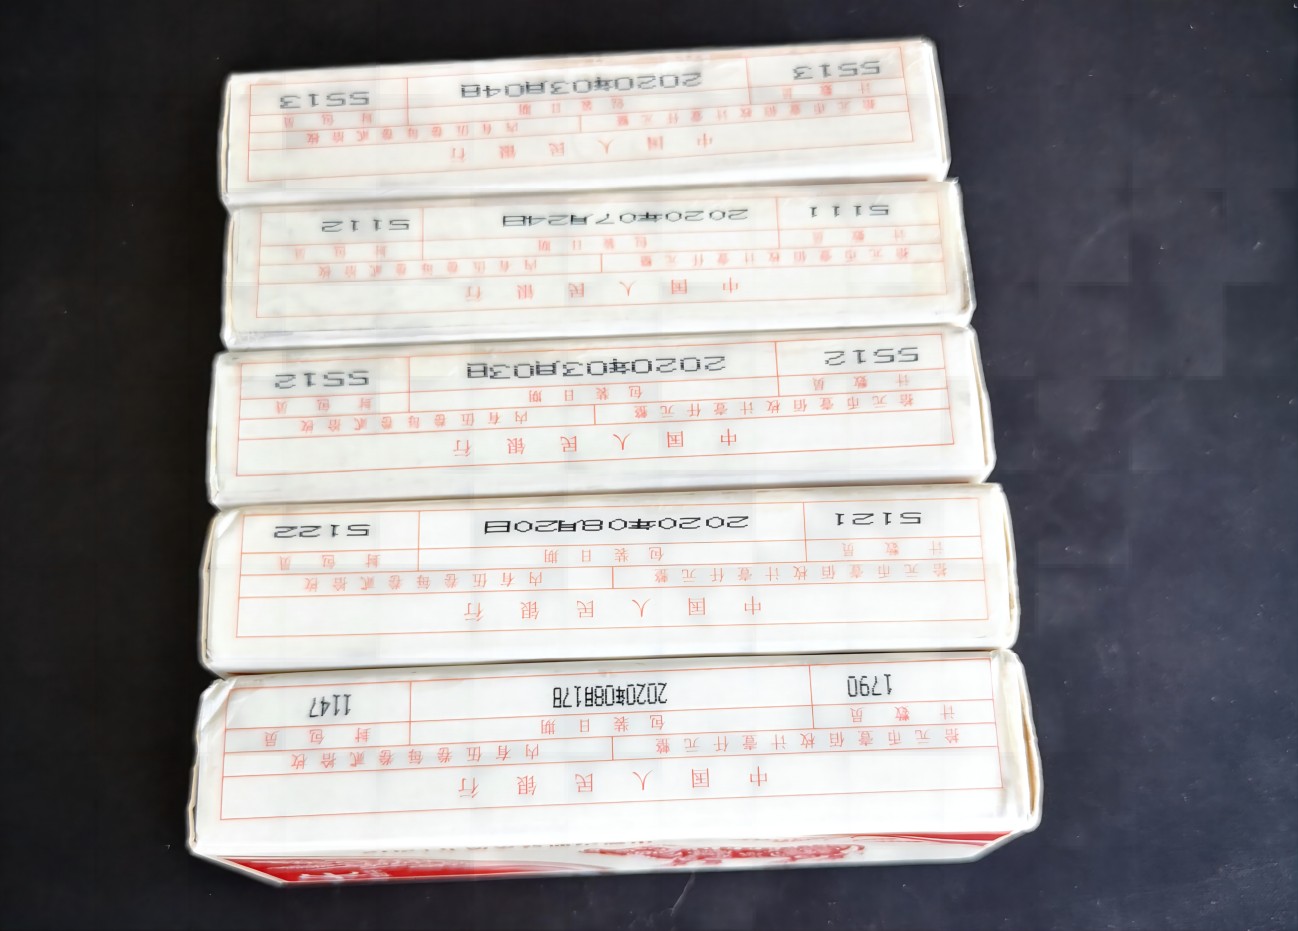 中国人民银行
拾元币壹佰枚计壹仟元整 内有伍卷每卷贰拾枚
计数员 包装日期 封包员
1790 2020年08月17日 1147
中国人民银行
拾元币壹佰枚计壹仟元整 内有伍卷每卷贰拾枚
计数员 包装日期 封包员
5121 2020年08月20日 5122
中国人民银行
拾元币壹佰枚计壹仟元整 内有伍卷每卷贰拾枚
计数员 包装日期 封包员
5512 2020年03月03日 5512
中国人民银行
拾元币壹佰枚计壹仟元整 内有伍卷每卷贰拾枚
计数员 包装日期 封包员
5111 2020年07月24日 5112
中国人民银行
拾元币壹佰枚计壹仟元整 内有伍卷每卷贰拾枚
计数员 包装日期 封包员
5513 2020年03月04日 5513